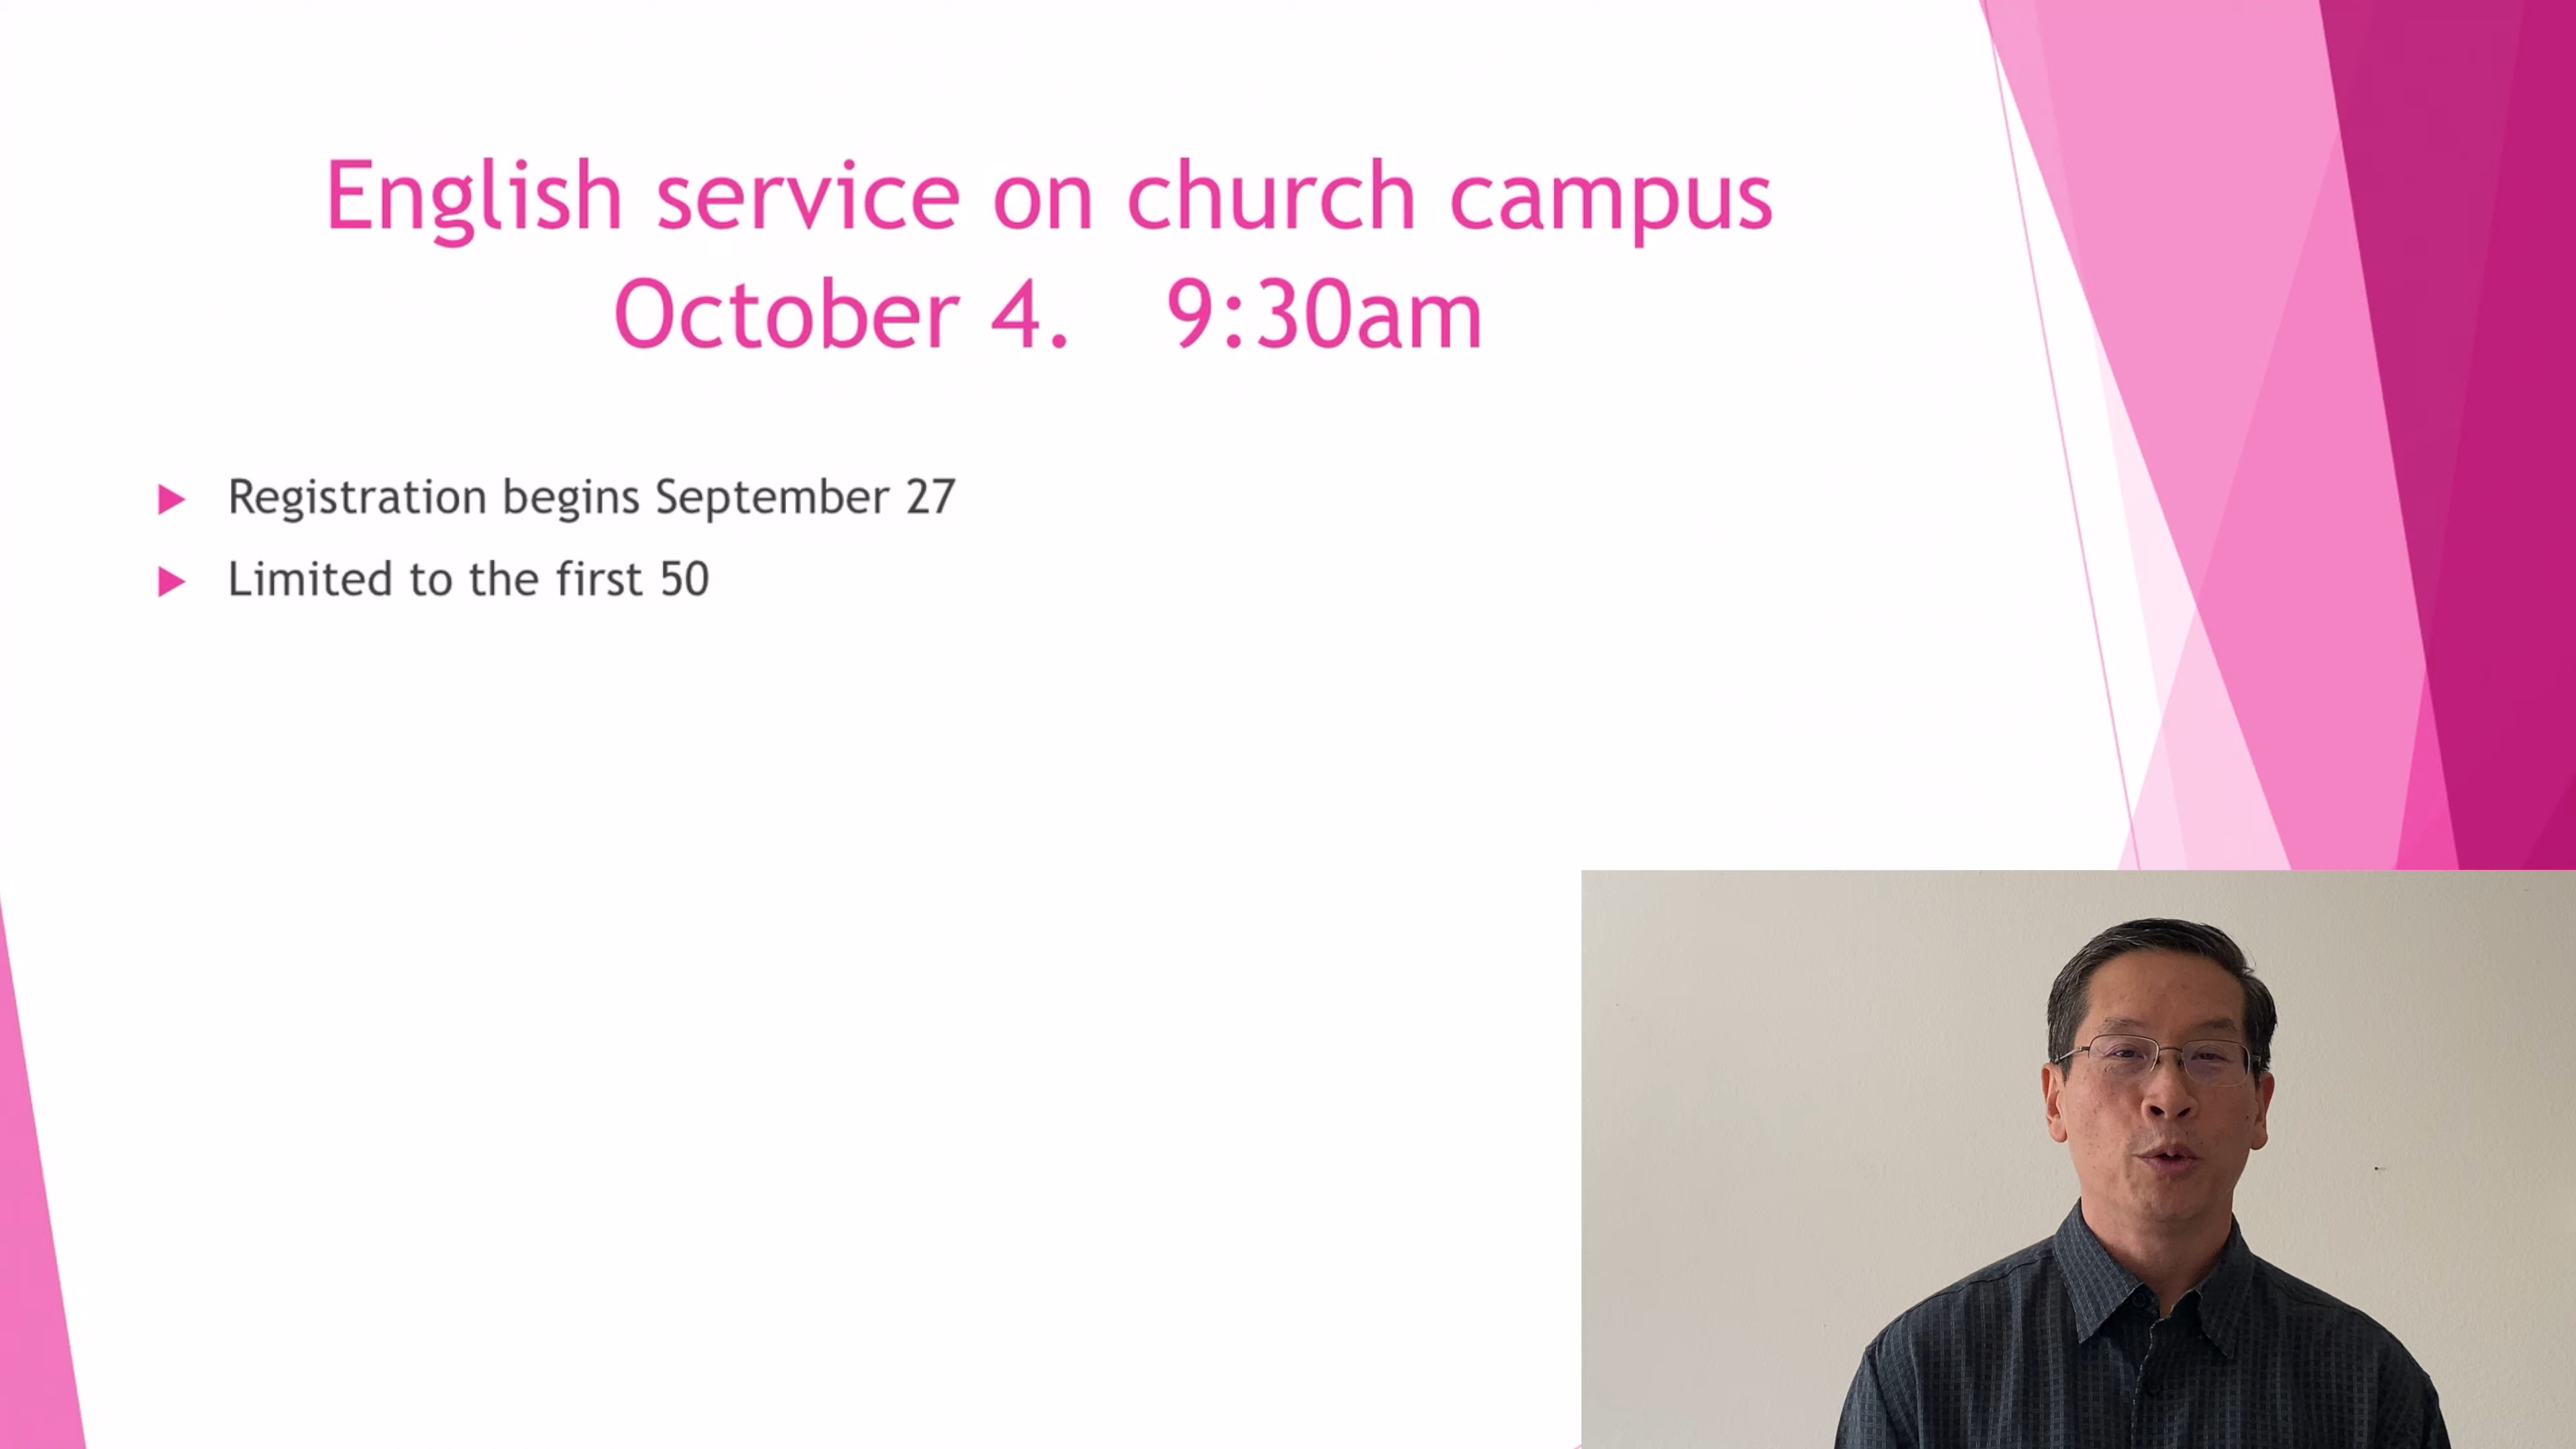 English service on church campus
October 4.   9:30am
Registration begins September 27
Limited to the first 50